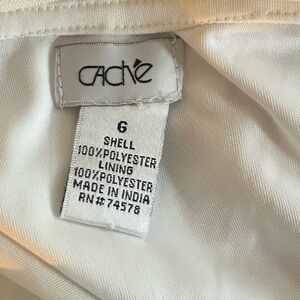 CACHÉ
6
SHELL
100%POLYESTER
LINING
100%POLYESTER
MADE IN INDIA
RN#74578